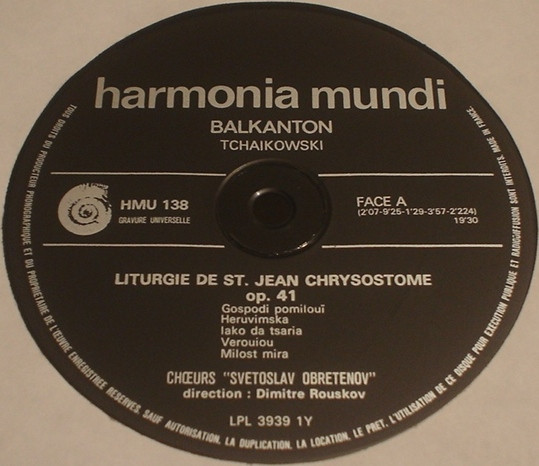 harmonia mundi
BALKANTON
TCHAIKOWSKI
HMU 138
GRAVURE UNIVERSELLE
FACE A
(2'07-9'25-1'29-3'57-2'224)
19'30
LITURGIE DE ST. JEAN CHRYSOSTOME
op. 41
Gospodi pomilouï
Heruvimska
Iako da tsaria
Verouiou
Milost mira
CHŒURS "SVETOSLAV OBRETENOV"
direction : Dimitre Rouskov
LPL 3939 1Y
TOUS DROITS DU PRODUCTEUR PHONOGRAPHIQUE ET DU PROPRIETAIRE DE L'ŒUVRE ENREGISTREE RESERVES. SAUF AUTORISATION, LA DUPLICATION, LA LOCATION, LE PRET, L'UTILISATION DE CE DISQUE POUR EXECUTION PUBLIQUE ET RADIODIFFUSION SONT INTERDITS. MADE IN FRANCE.